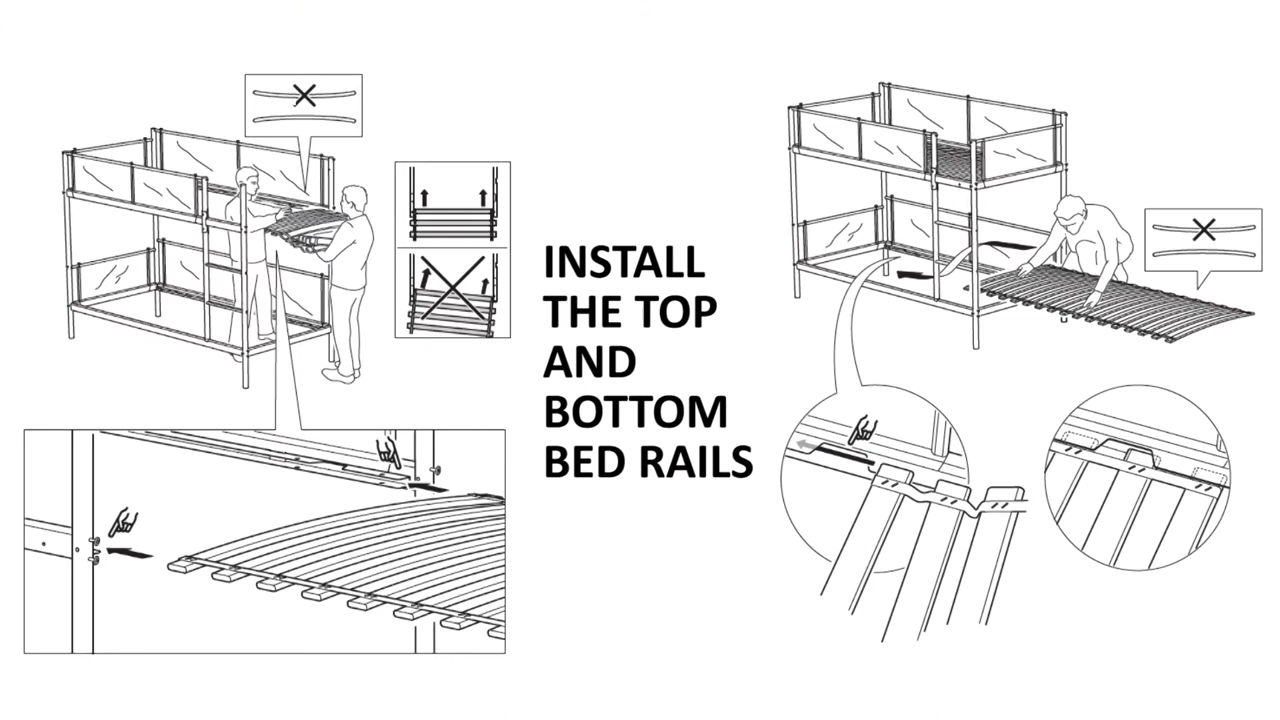 INSTALL
THE TOP
AND
BOTTOM
BED RAILS